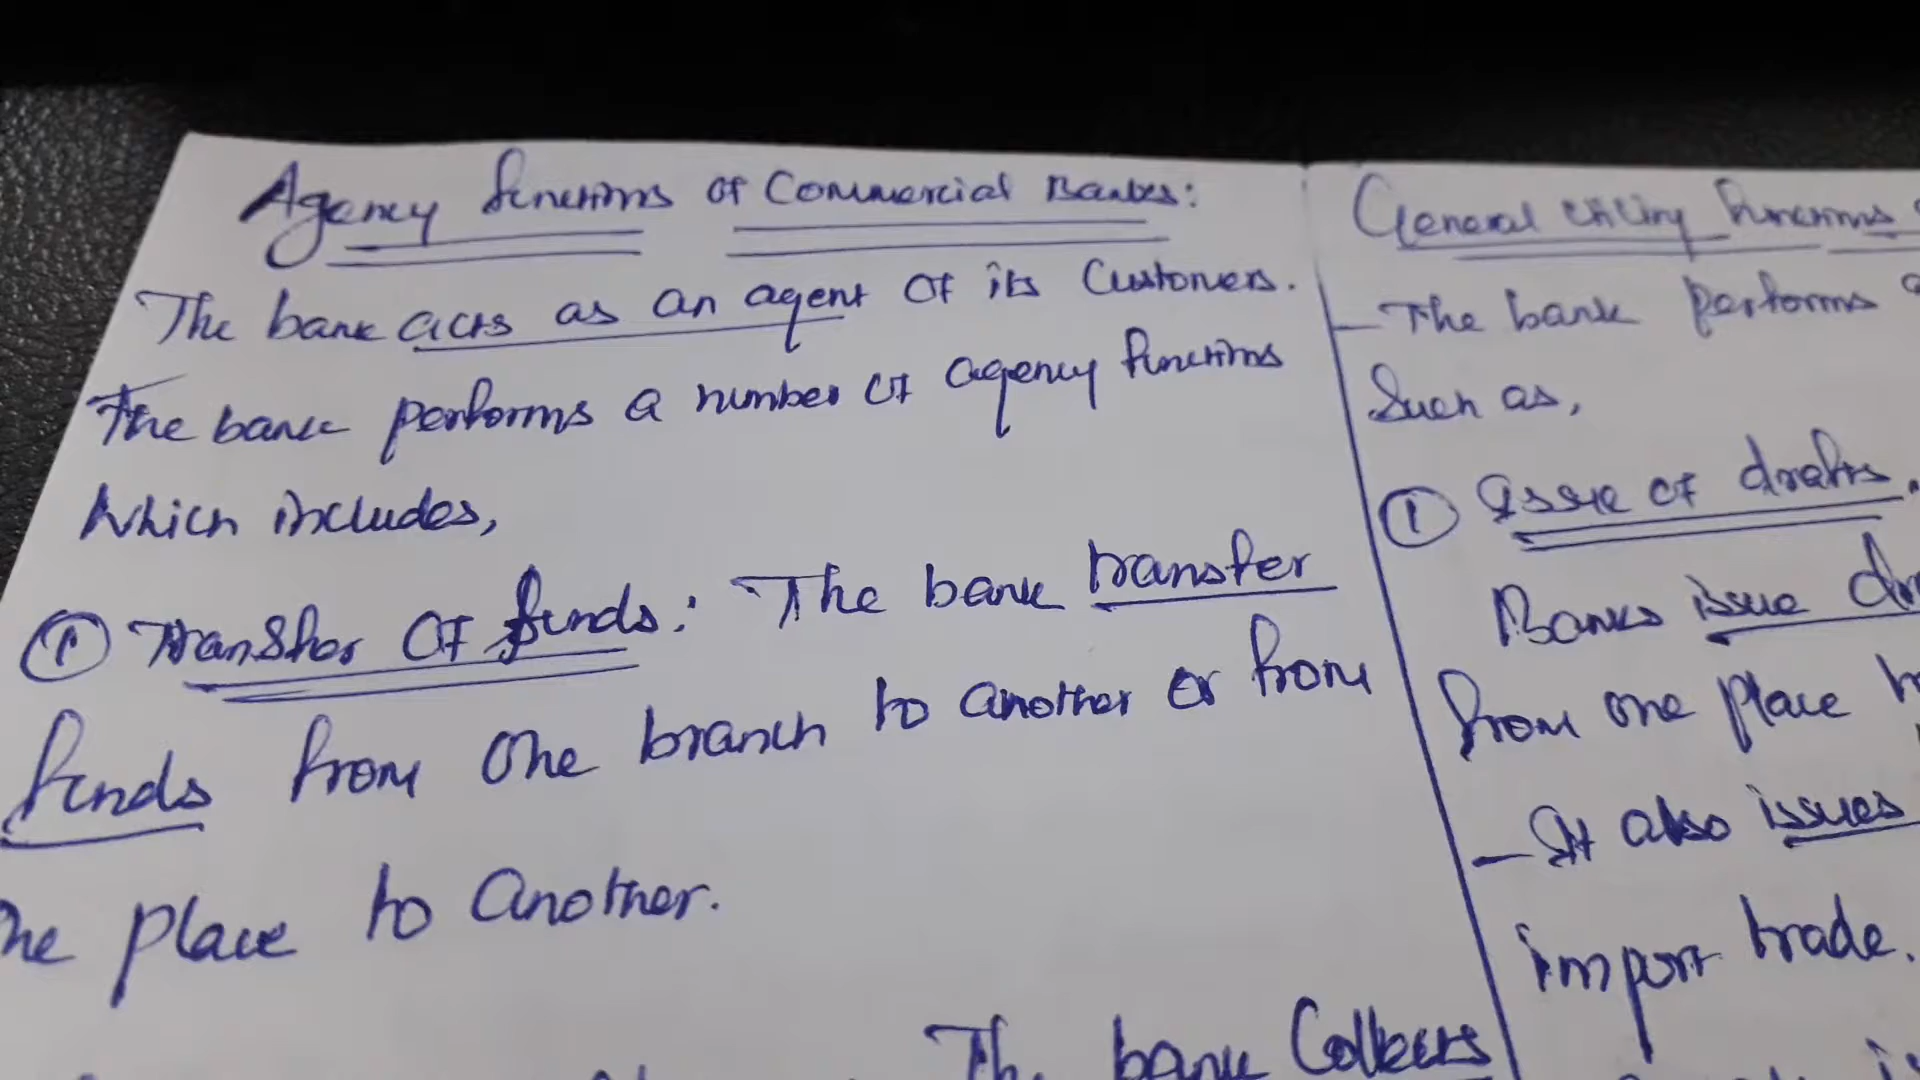 Agency functions of Commercial Banks:
The bank acts as an agent of its Customers.
The bank performs a number of agency functions
Which includes,
① Transfer of funds: The bank transfer
funds from one branch to another or from
place to another.
The bank Collects
General Utility functions
- The bank performs
Such as,
① Issue of drafts.
Banks issue
from one place
- It also issues
import trade.